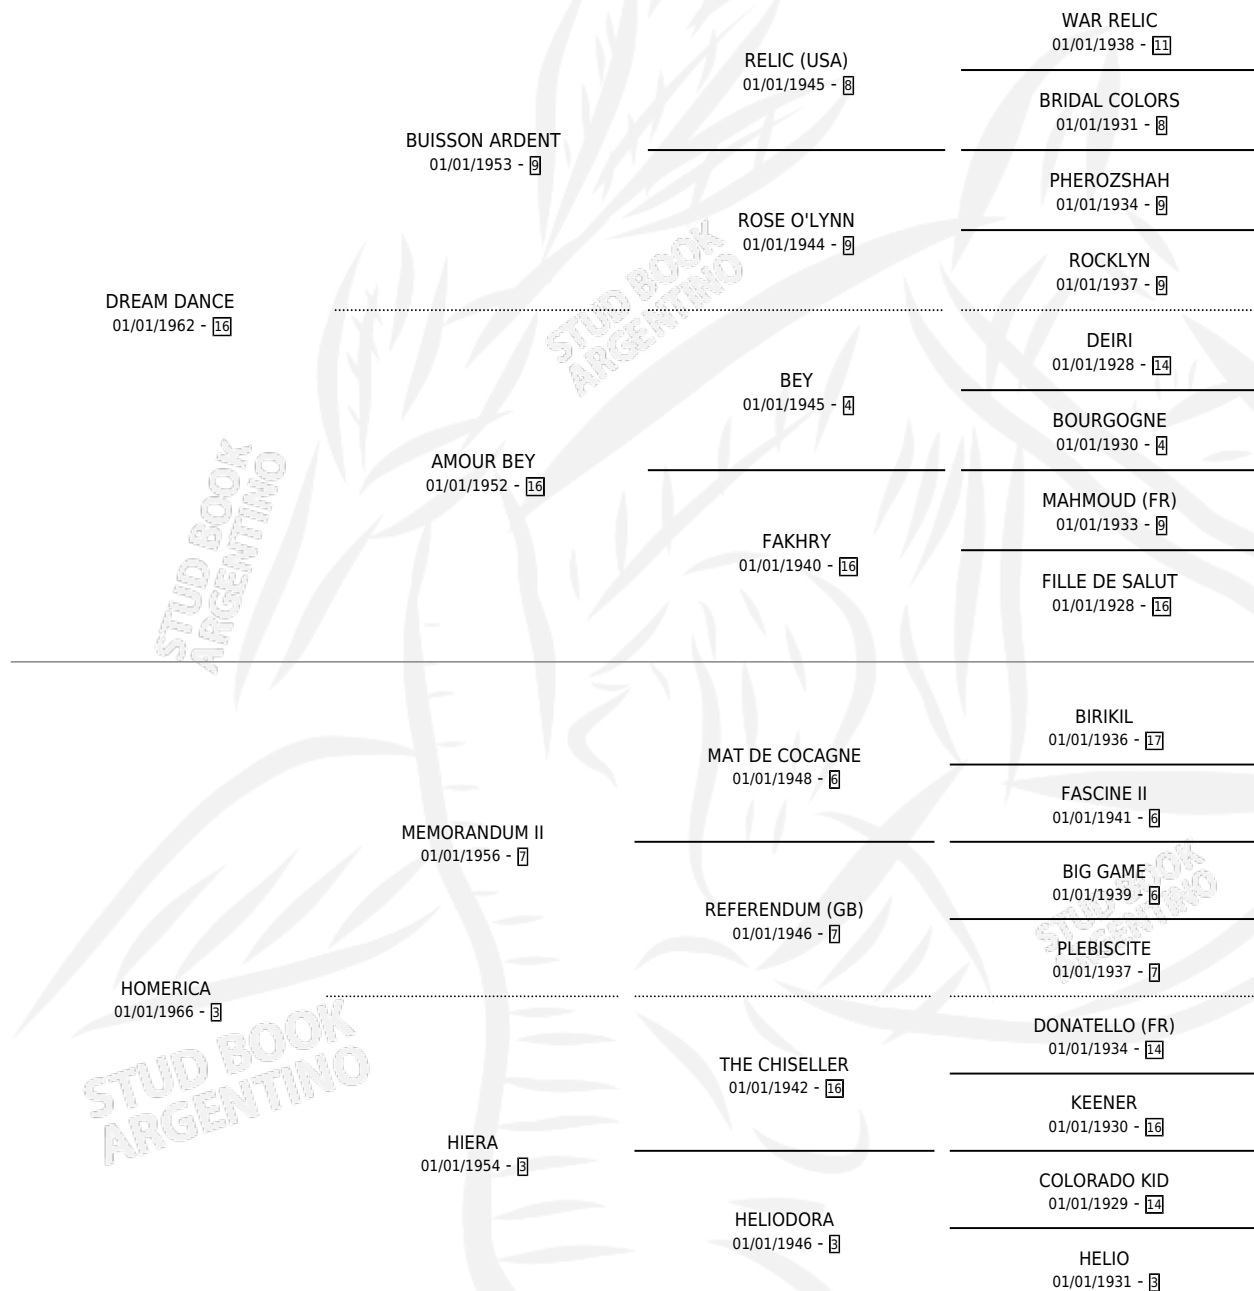 WAR RELIC
01/01/1938 - 11
RELIC (USA)
01/01/1945 - 8
BRIDAL COLORS
01/01/1931 - 8
BUISSON ARDENT
01/01/1953 - 9
PHEROZSHAH
01/01/1934 - 9
ROSE O'LYNN
01/01/1944 - 9
ROCKLYN
01/01/1937 - 9
DREAM DANCE
01/01/1962 - 16
STUD BOOK
ARGENTINO
DEIRI
01/01/1928 - 14
BEY
01/01/1945 - 4
BOURGOGNE
01/01/1930 - 4
AMOUR BEY
01/01/1952 - 16
STUD BOOK
ARGENTINO
MAHMOUD (FR)
01/01/1933 - 9
FAKHRY
01/01/1940 - 16
FILLE DE SALUT
01/01/1928 - 16
BIRIKIL
01/01/1936 - 17
MAT DE COCAGNE
01/01/1948 - 6
FASCINE II
01/01/1941 - 6
MEMORANDUM II
01/01/1956 - 7
BIG GAME
01/01/1939 - 6
STUD BOOK
ARGENTINO
REFERENDUM (GB)
01/01/1946 - 7
PLEBISCITE
01/01/1937 - 7
HOMERICA
01/01/1966 - 3
STUD BOOK
ARGENTINO
DONATELLO (FR)
01/01/1934 - 14
THE CHISELLER
01/01/1942 - 16
KEENER
01/01/1930 - 16
HIERA
01/01/1954 - 3
COLORADO KID
01/01/1929 - 14
HELIODORA
01/01/1946 - 3
HELIO
01/01/1931 - 3